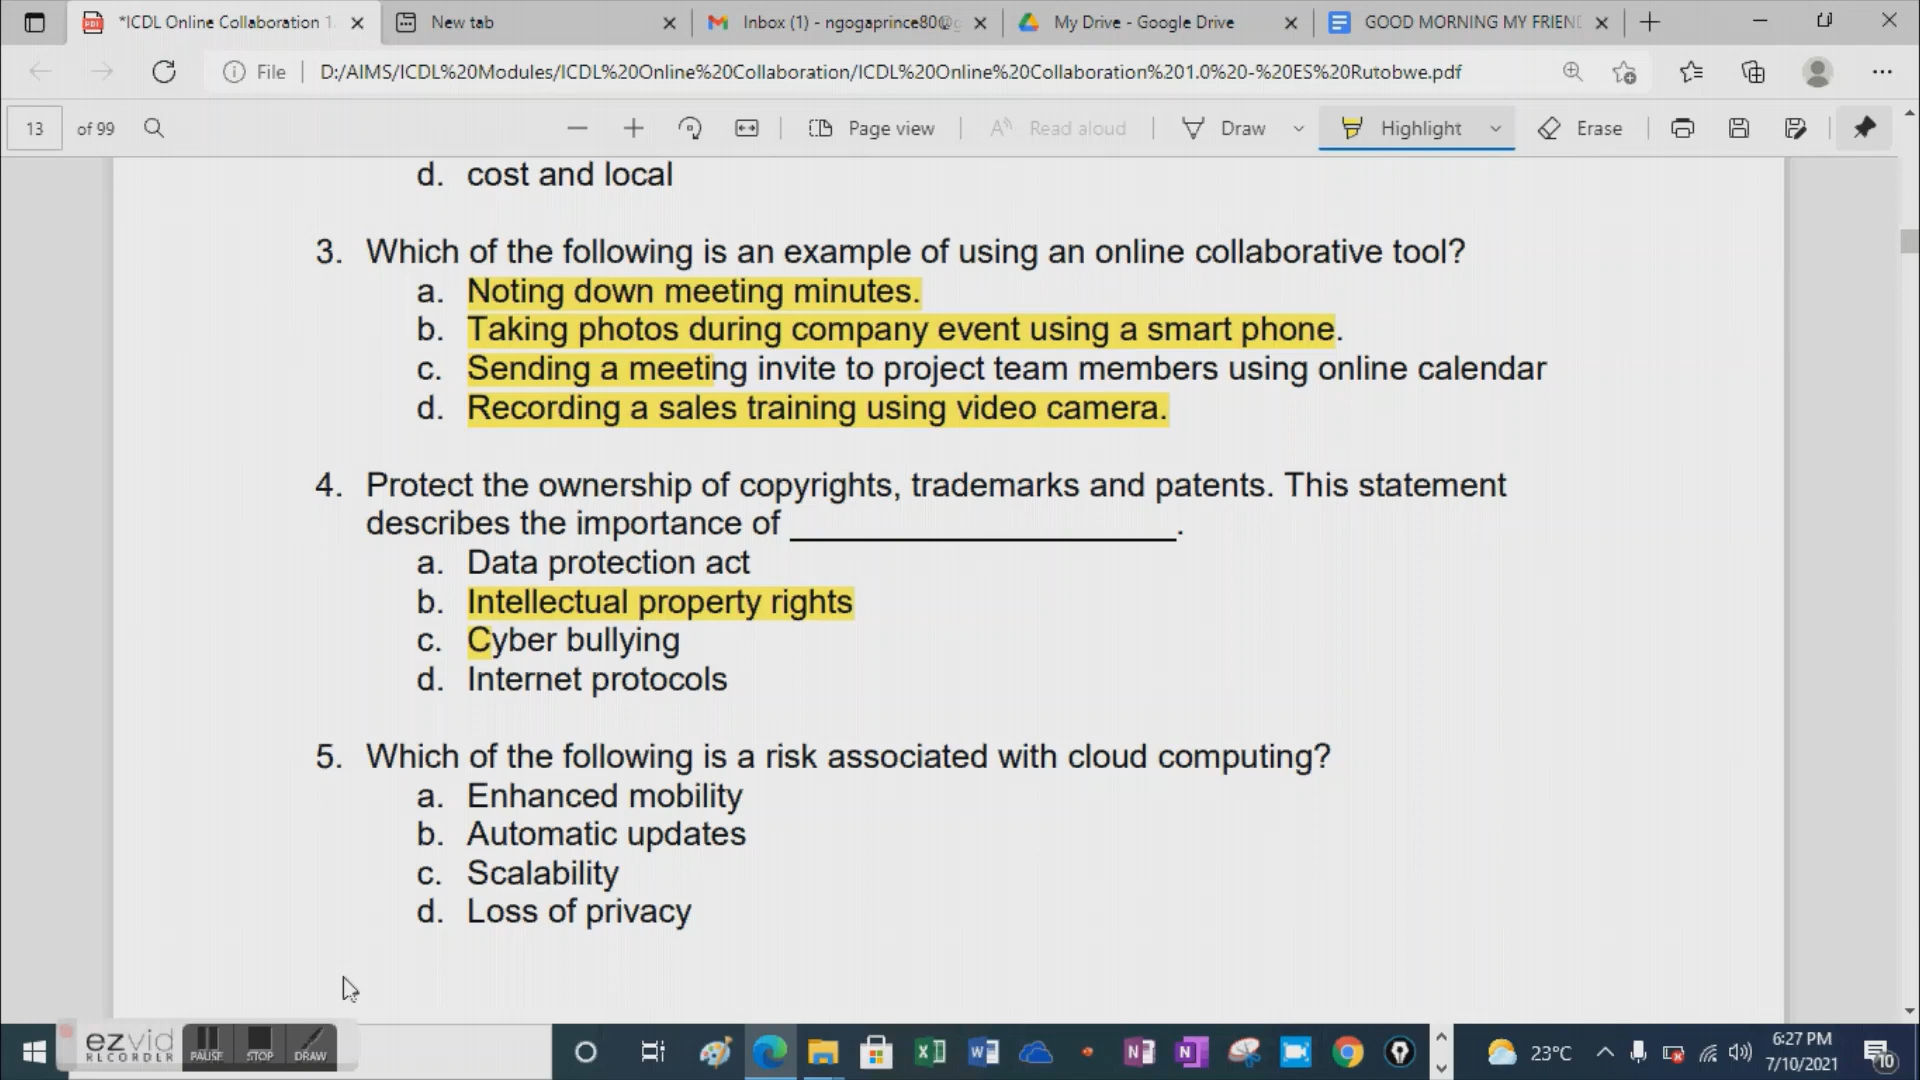 *ICDL Online Collaboration 1.
New tab
Inbox (1) - ngogaprince80@g
My Drive - Google Drive
GOOD MORNING MY FRIEN
File
D:/AIMS/ICDL%20Modules/ICDL%20Online%20Collaboration/ICDL%20Online%20Collaboration%201.0%20-%20ES%20Rutobwe.pdf
13 of 99
Page view
Read aloud
Draw
Highlight
Erase
d. cost and local
3. Which of the following is an example of using an online collaborative tool?
a. Noting down meeting minutes.
b. Taking photos during company event using a smart phone.
c. Sending a meeting invite to project team members using online calendar
d. Recording a sales training using video camera.
4. Protect the ownership of copyrights, trademarks and patents. This statement
describes the importance of ______________________.
a. Data protection act
b. Intellectual property rights
c. Cyber bullying
d. Internet protocols
5. Which of the following is a risk associated with cloud computing?
a. Enhanced mobility
b. Automatic updates
c. Scalability
d. Loss of privacy
ezvid
RECORDER
PAUSE
STOP
DRAW
23°C
6:27 PM
7/10/2021
10